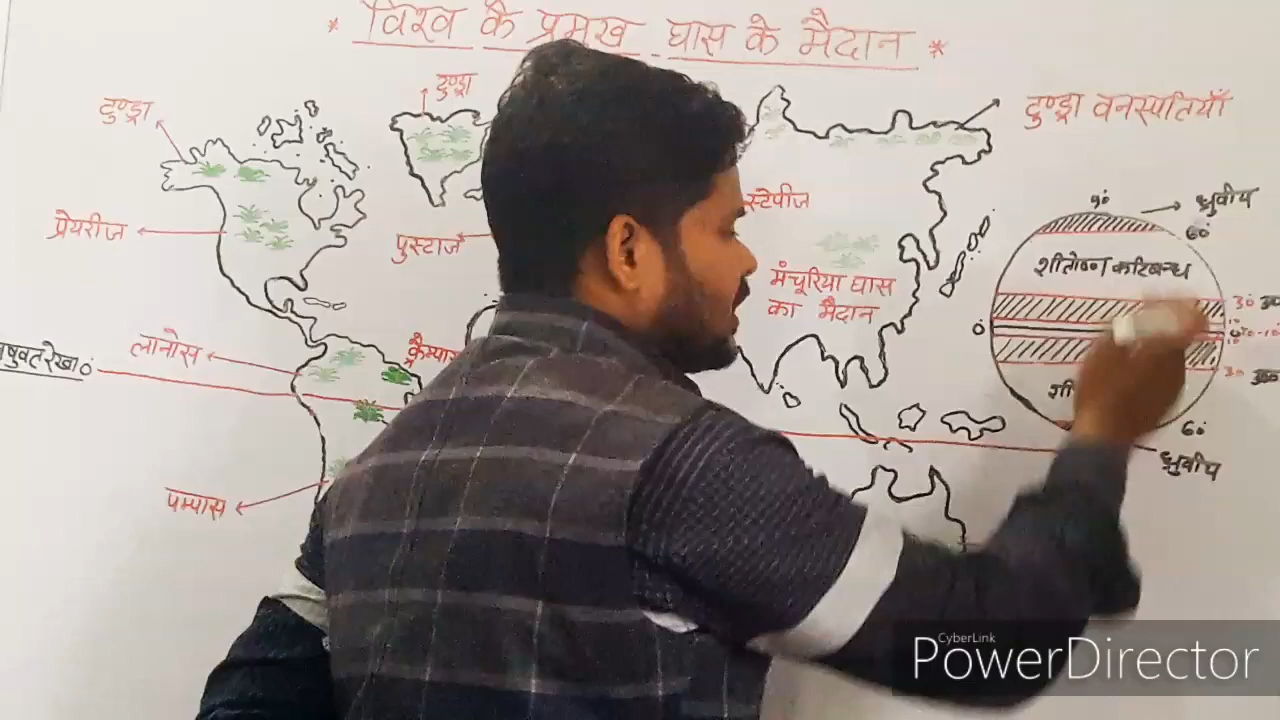 * विश्व के प्रमुख घास के मैदान *
टुण्ड्रा
टुण्ड्रा
टुण्ड्रा वनस्पतियाँ
प्रेयरीज
पुस्टाज
स्टेपीज
मंचूरिया घास
का मैदान
लानोस
कैम्पास
षुवत रेखा 0°
पम्पास
90°
ध्रुवीय
60°
शीतोष्ण कटिबन्ध
30°
0°
30
शी
60°
ध्रुवीय
CyberLink
PowerDirector